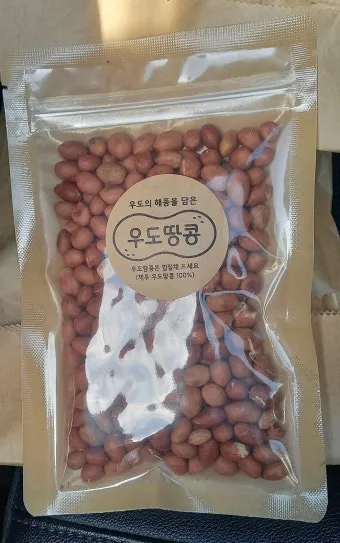 우도의 해풍을 담은
우도땅콩
우도땅콩은 껍질째 드세요
(제주 우도땅콩 100%)